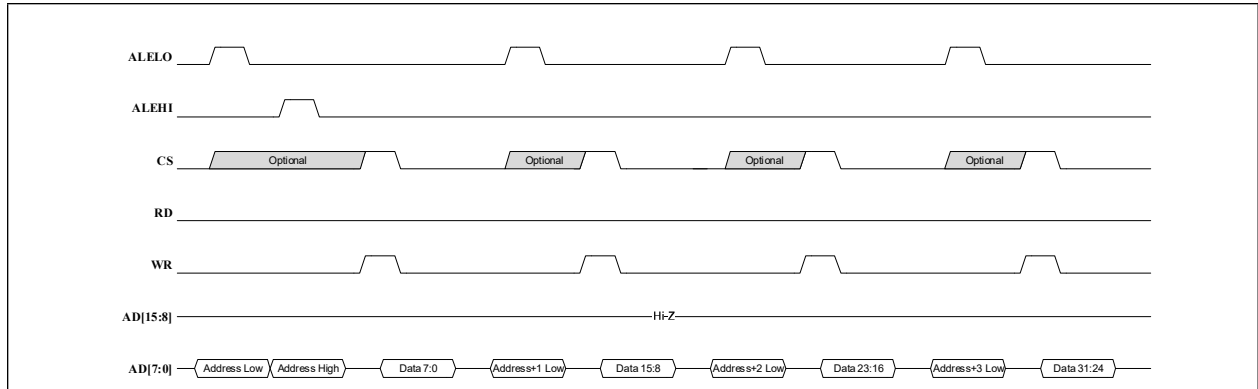 ALELO
ALEHI
CS Optional Optional Optional Optional
RD
WR
AD[15:8] Hi-Z
AD[7:0] Address Low Address High Data 7:0 Address+1 Low Data 15:8 Address+2 Low Data 23:16 Address+3 Low Data 31:24